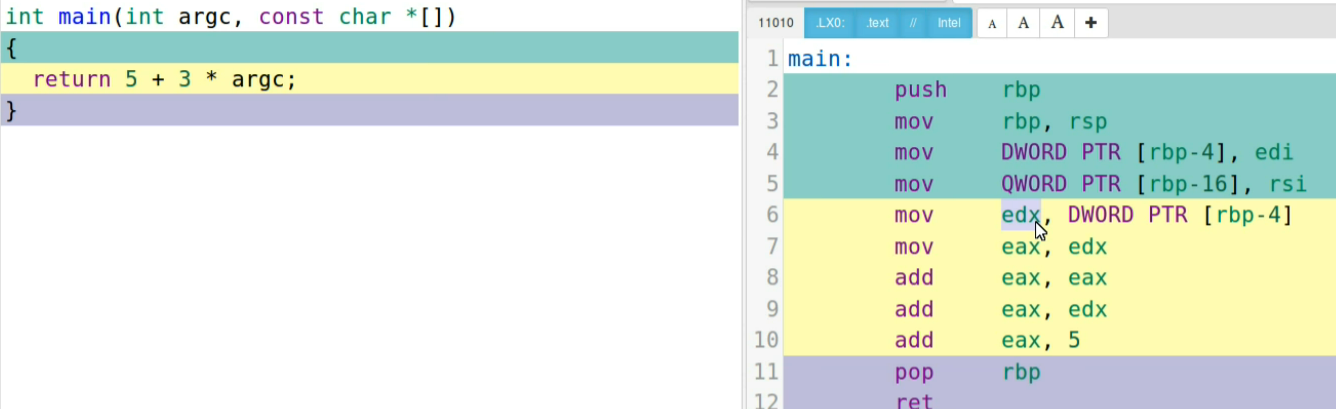 int main(int argc, const char *[])
{
return 5 + 3 * argc;
}
11010 .LX0: .text // Intel A A A +
1 main:
2 push rbp
3 mov rbp, rsp
4 mov DWORD PTR [rbp-4], edi
5 mov QWORD PTR [rbp-16], rsi
6 mov edx, DWORD PTR [rbp-4]
7 mov eax, edx
8 add eax, eax
9 add eax, edx
10 add eax, 5
11 pop rbp
12 ret